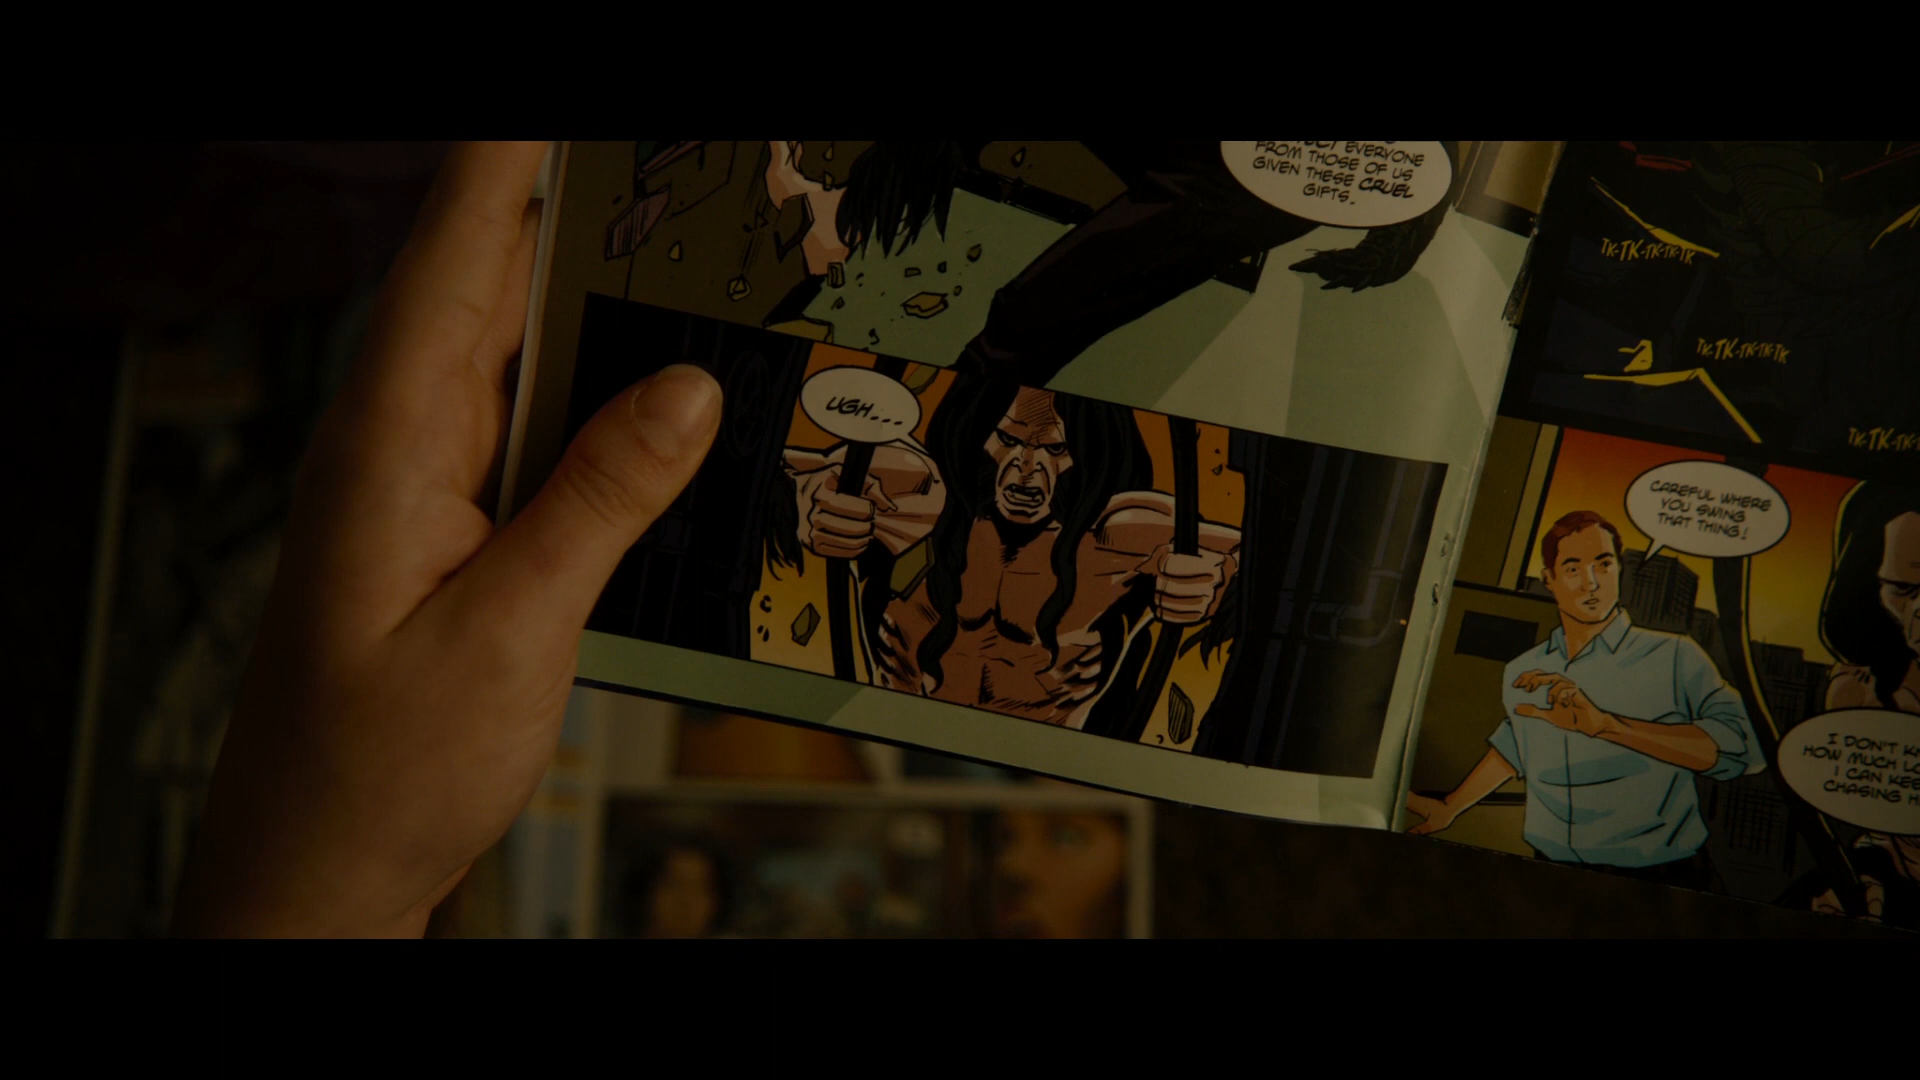 EVERYONE
FROM THOSE OF US
GIVEN THESE CRUEL
GIFTS.
UGH...
TK-TK-TK-TK-TK
TK-TK-TK-TK-TK
TK-TK-TK-TK
CAREFUL WHERE
YOU SWING
THAT THING!
I DON'T
HOW MUCH
I CAN
CHASING